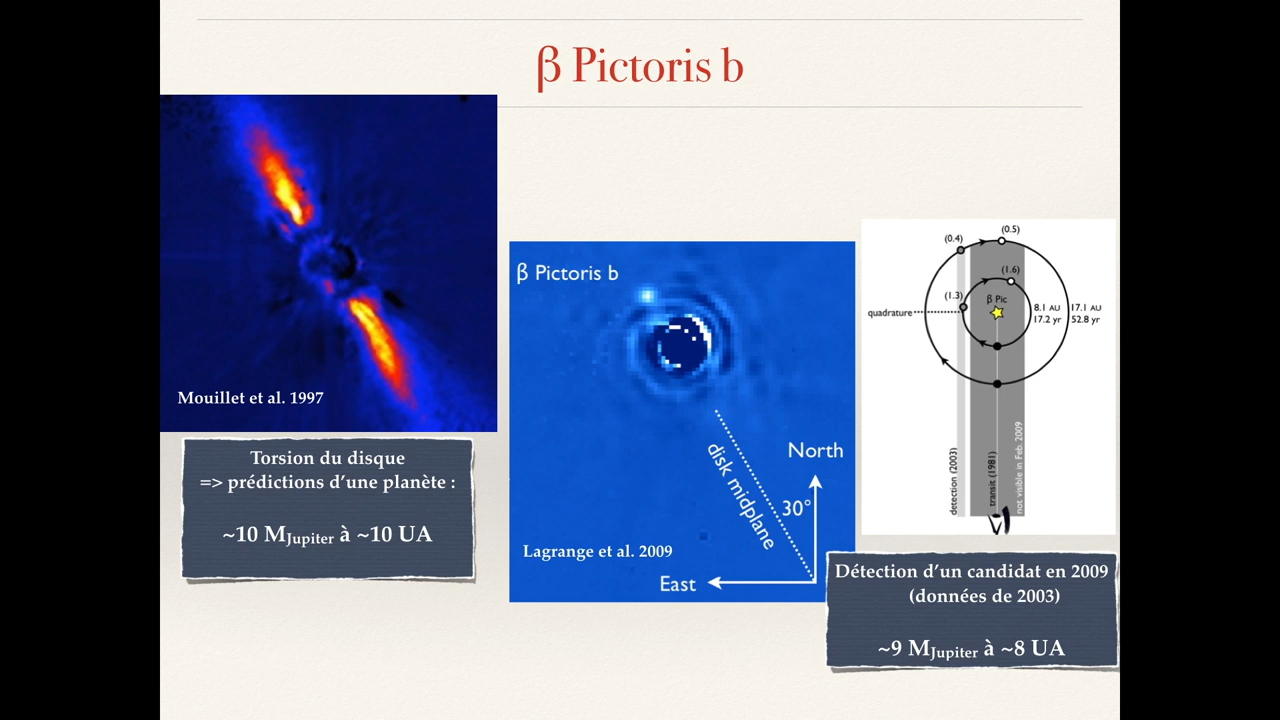 β Pictoris b
Mouillet et al. 1997
Torsion du disque
=> prédictions d’une planète :
~10 MJupiter à ~10 UA
β Pictoris b
disk midplane
North
30°
East
Lagrange et al. 2009
(0.5)
(0.4)
(1.6)
(1.3)
β Pic
quadrature
8.1 AU
17.2 yr
17.1 AU
52.8 yr
detection (2003)
transit (1981)
not visible in Feb. 2009
Détection d’un candidat en 2009
(données de 2003)
~9 MJupiter à ~8 UA